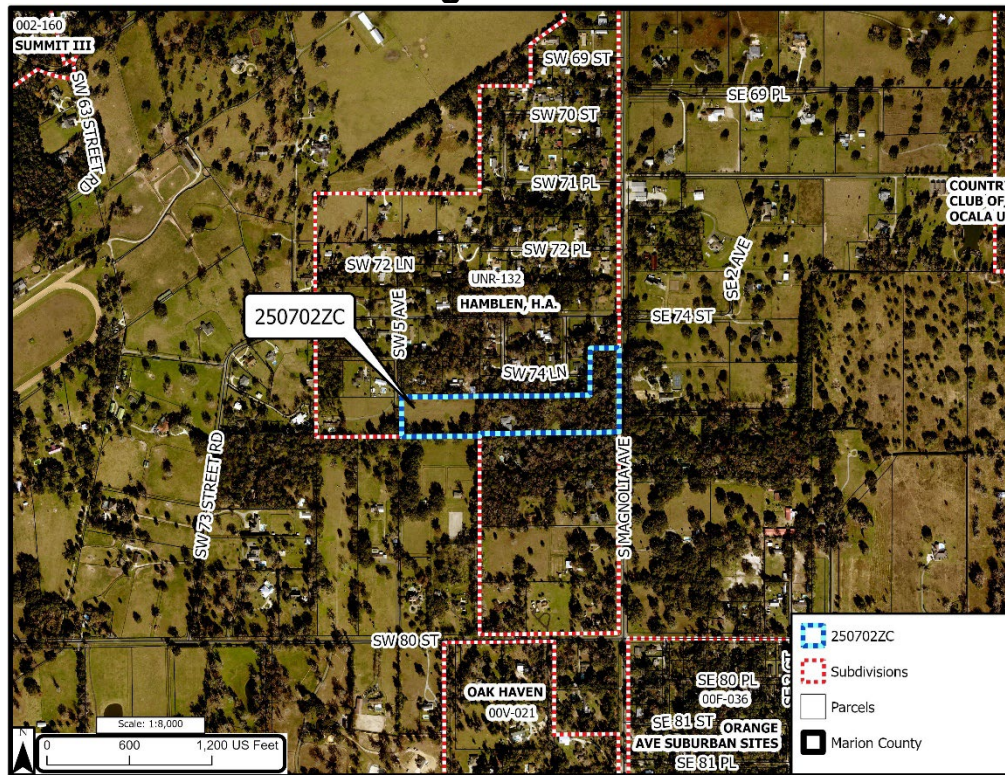 002-160
SUMMIT III
SW 63 STREET RD
SW 69 ST
SE 69 PL
SW 70 ST
SW 71 PL
COUNTR
CLUB OF
OCALA U
SW 72 PL
SW 72 LN
SE 2 AVE
UNR-132
HAMBLEN, H.A.
250702ZC
SW 5 AVE
SE 74 ST
SW 74 LN
SW 73 STREET RD
S MAGNOLIA AVE
SW 80 ST
OAK HAVEN
00V-021
SE 80 PL
00F-036
SE 81 ST
ORANGE
AVE SUBURBAN SITES
SE 81 PL
250702ZC
Subdivisions
Parcels
Marion County
N
Scale: 1:8,000
0 600 1,200 US Feet